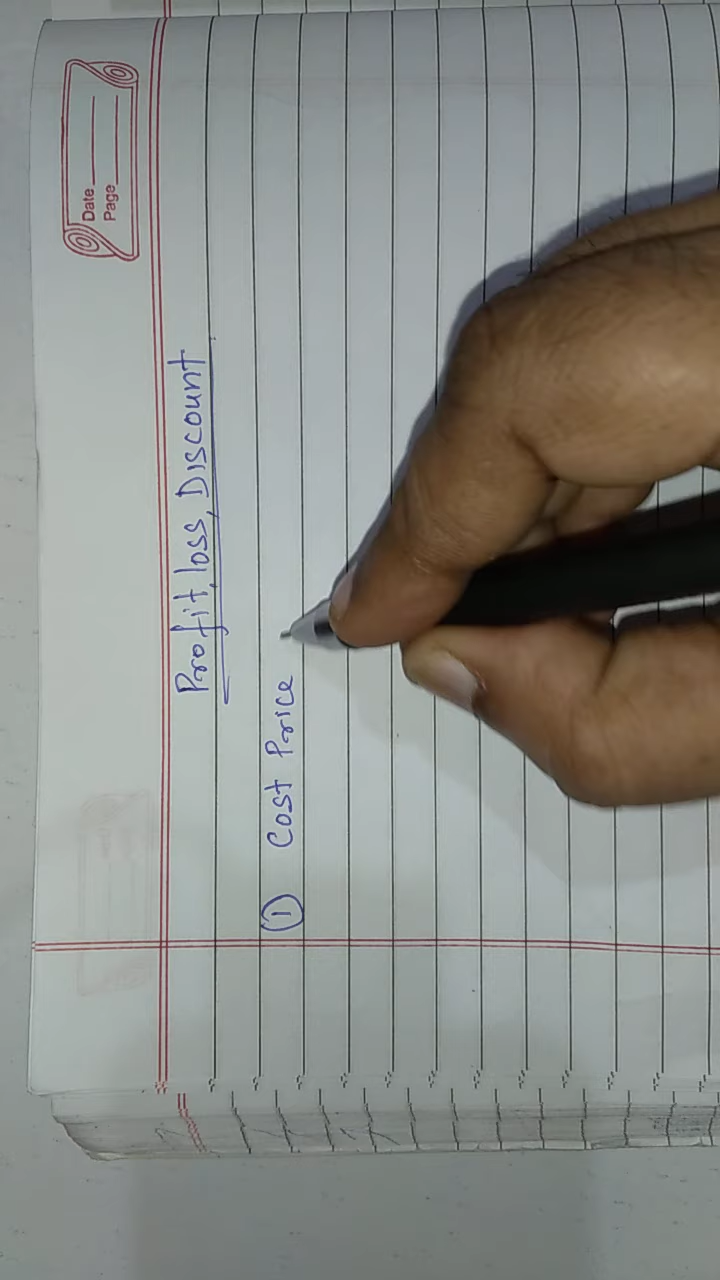 Date
Page
Profit, loss, Discount
① Cost Price